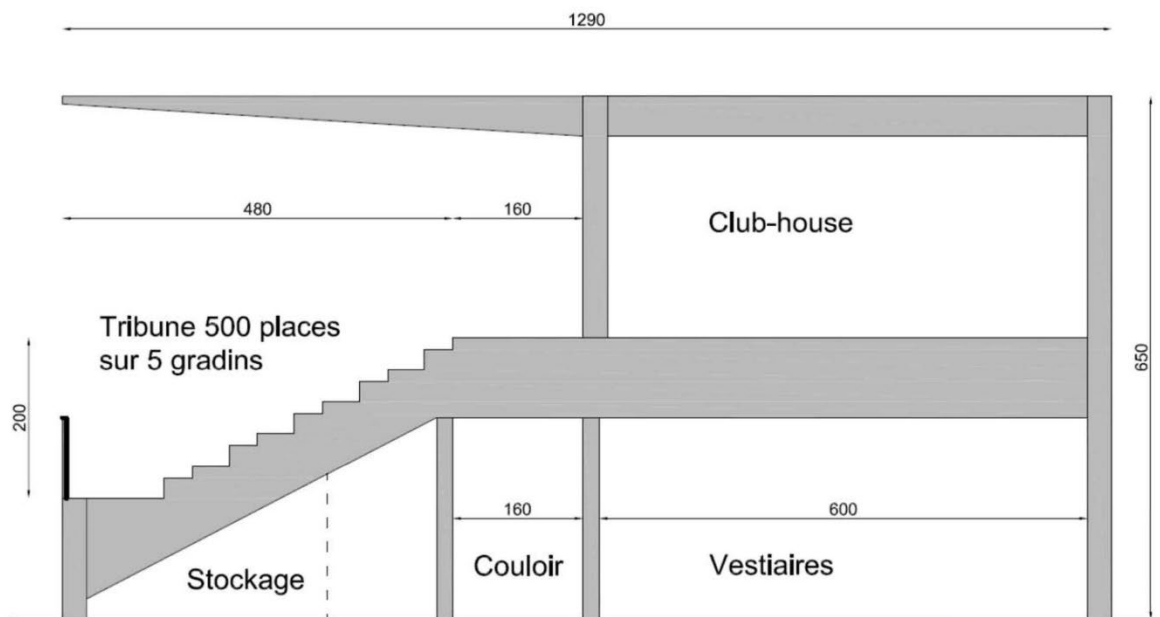 1290
480
160
Club-house
Tribune 500 places
sur 5 gradins
650
200
160
600
Couloir
Vestiaires
Stockage